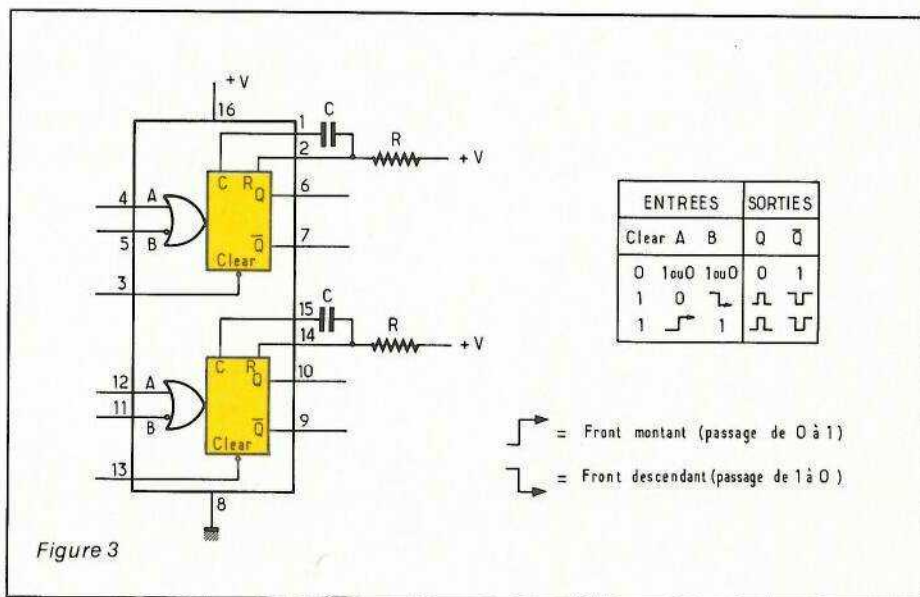 +V
16
1
C
2
R
+V
C
R
Q
6
4
A
5
B
Q̅
7
Clear
3
15
C
14
R
+V
C
R
Q
10
12
A
11
B
Q̅
9
Clear
13
8
ENTREES SORTIES
Clear A B Q Q̅
0 1ou0 1ou0 0 1
1 0
1 1
= Front montant (passage de 0 à 1)
= Front descendant (passage de 1 à 0)
Figure 3